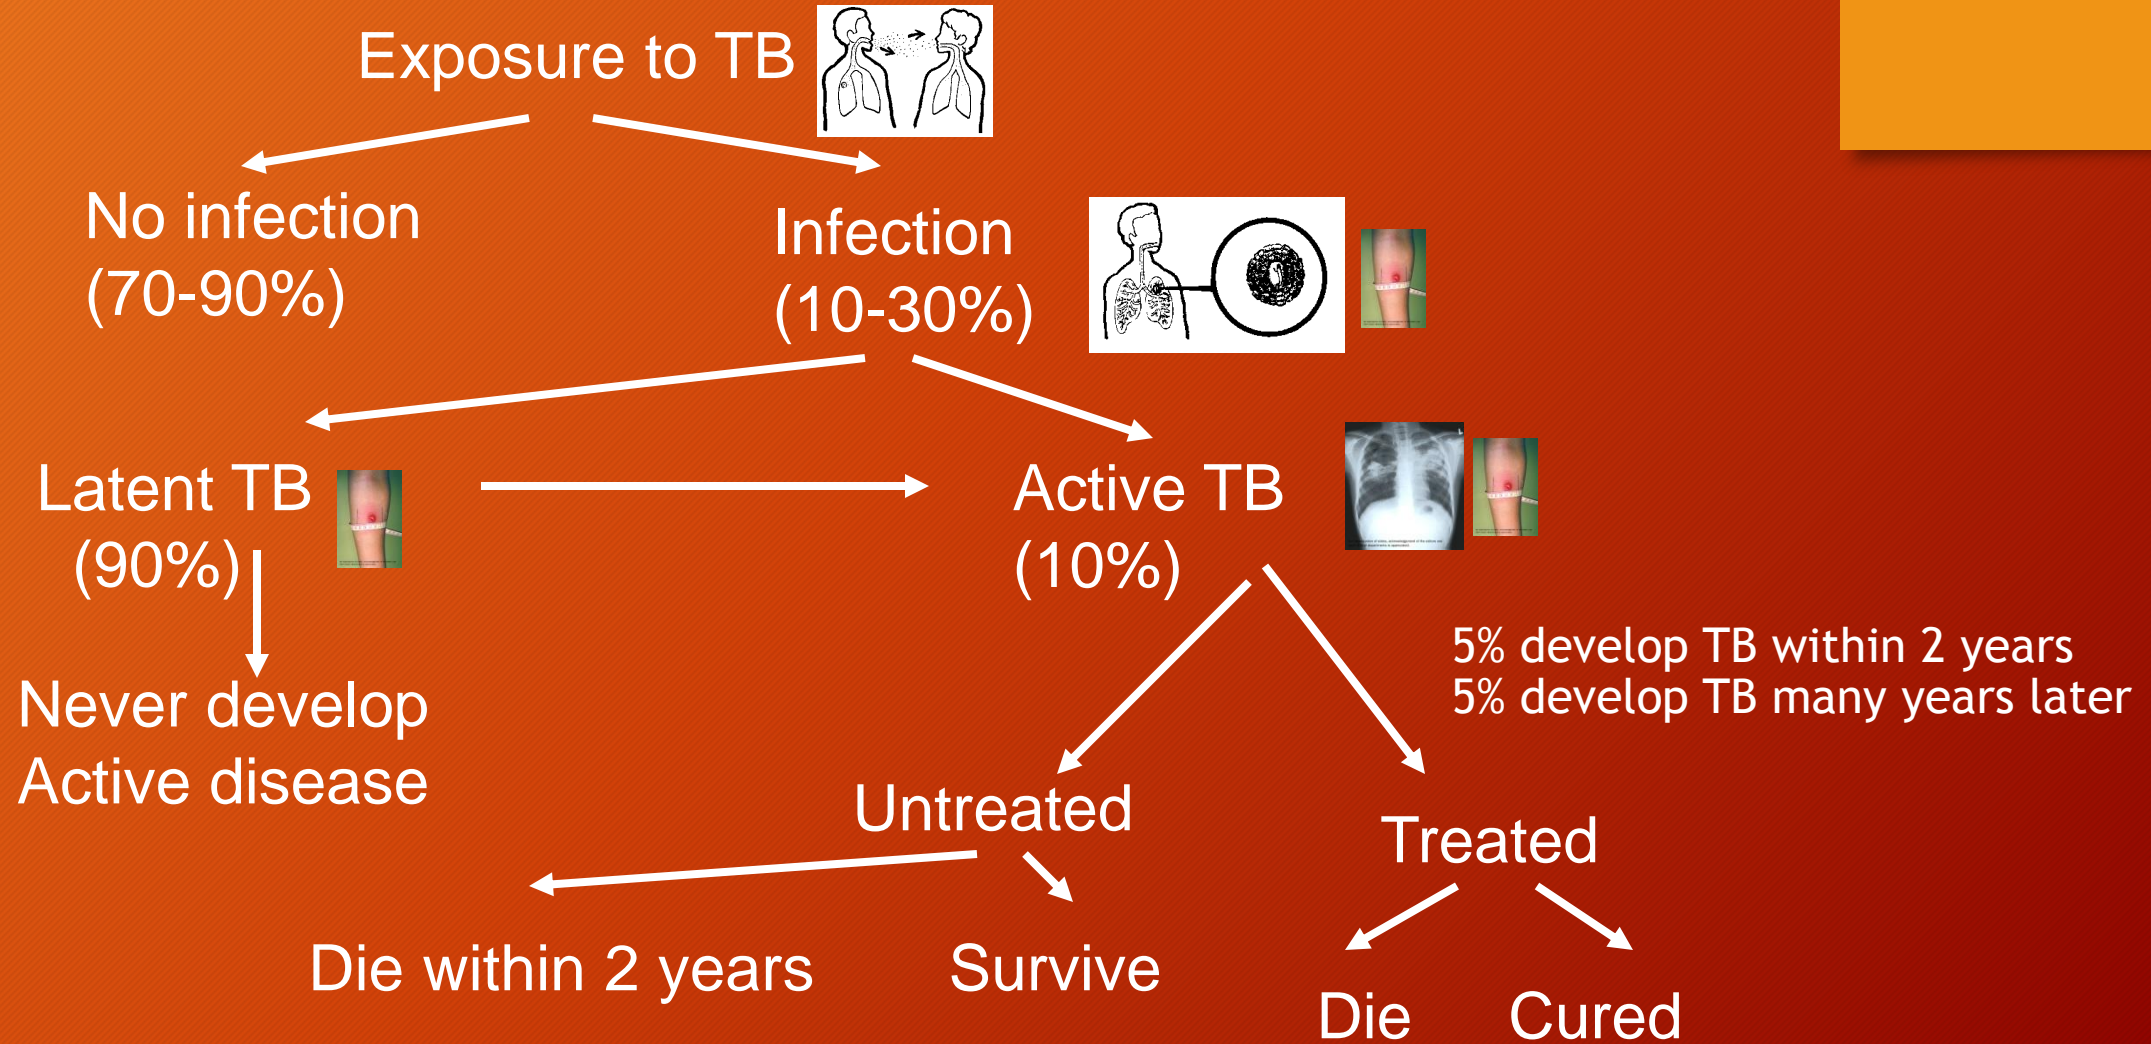 Exposure to TB
No infection
(70-90%)
Infection
(10-30%)
Latent TB
(90%)
Active TB
(10%)
5% develop TB within 2 years
5% develop TB many years later
Never develop
Active disease
Untreated
Treated
Die within 2 years
Survive
Die
Cured